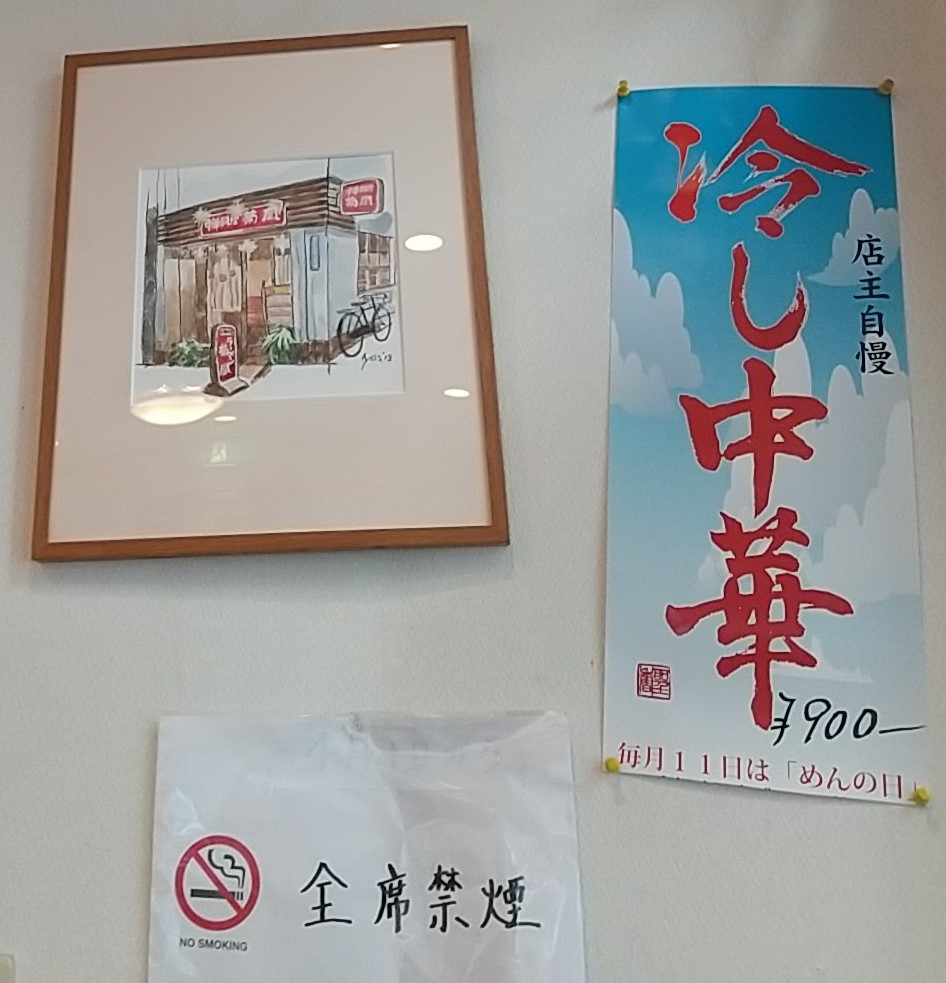 冷し中華
店主自慢
¥900—
毎月11日は「めんの日」
NO SMOKING
全席禁煙